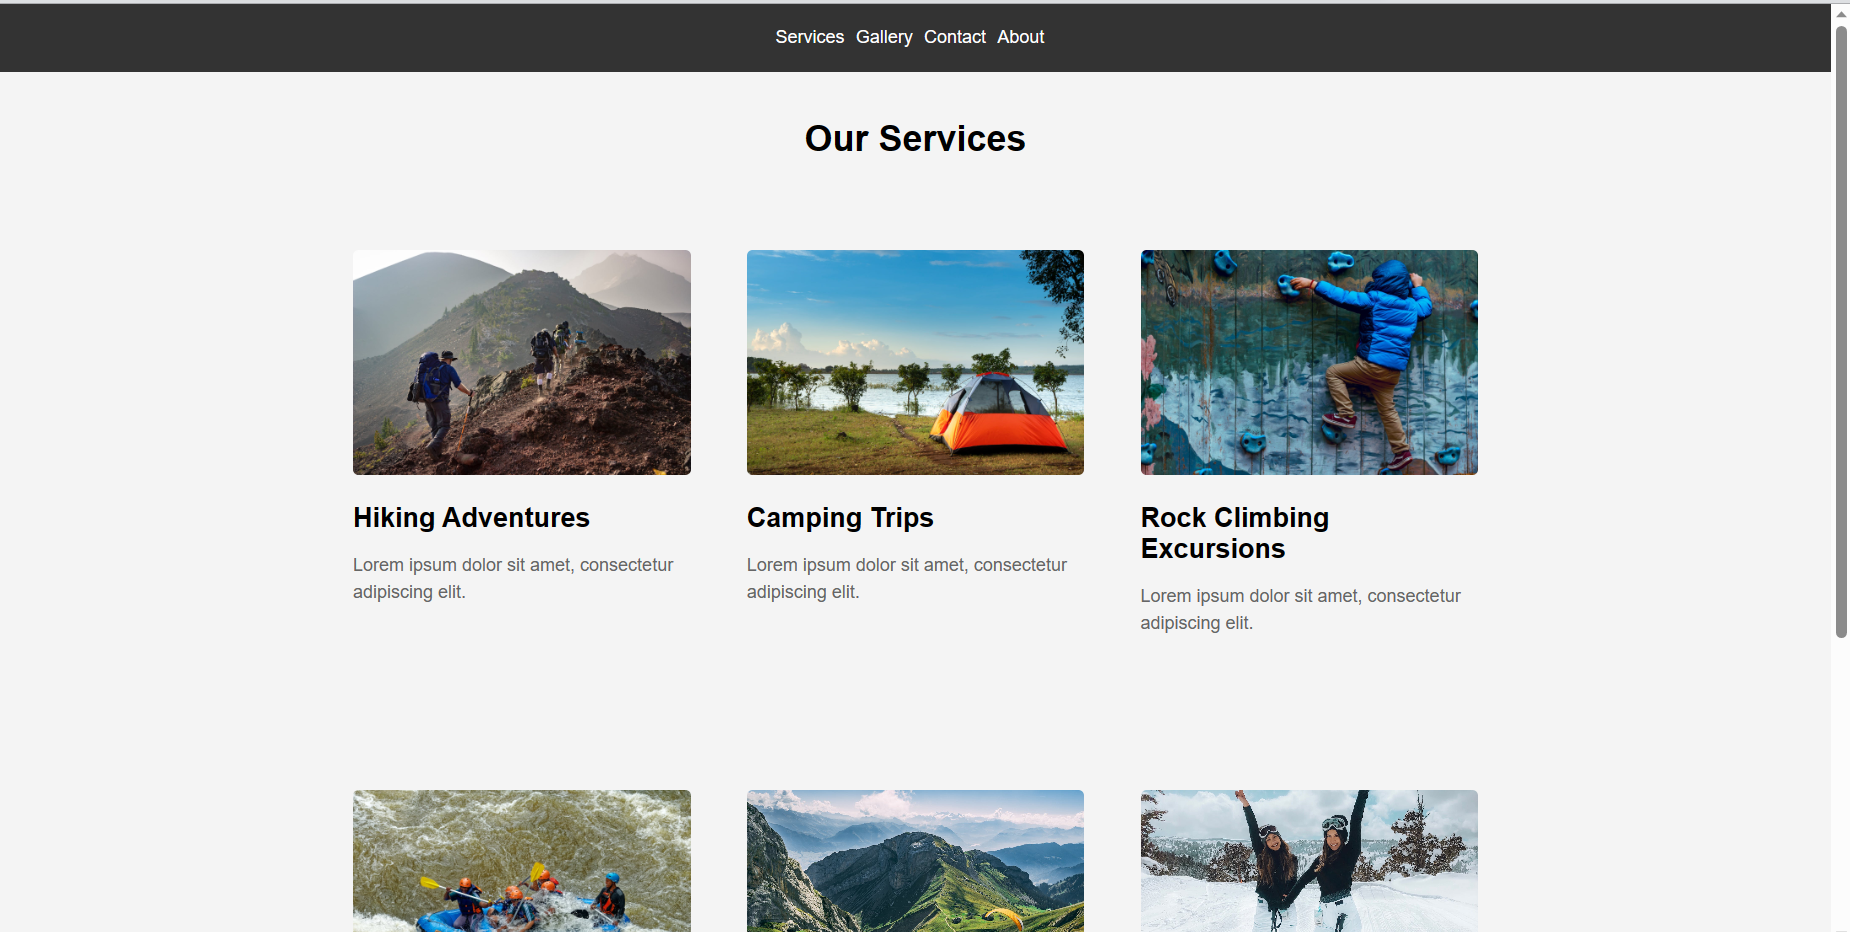 Services Gallery Contact About
Our Services
Hiking Adventures
Lorem ipsum dolor sit amet, consectetur
adipiscing elit.
Camping Trips
Lorem ipsum dolor sit amet, consectetur
adipiscing elit.
Rock Climbing
Excursions
Lorem ipsum dolor sit amet, consectetur
adipiscing elit.